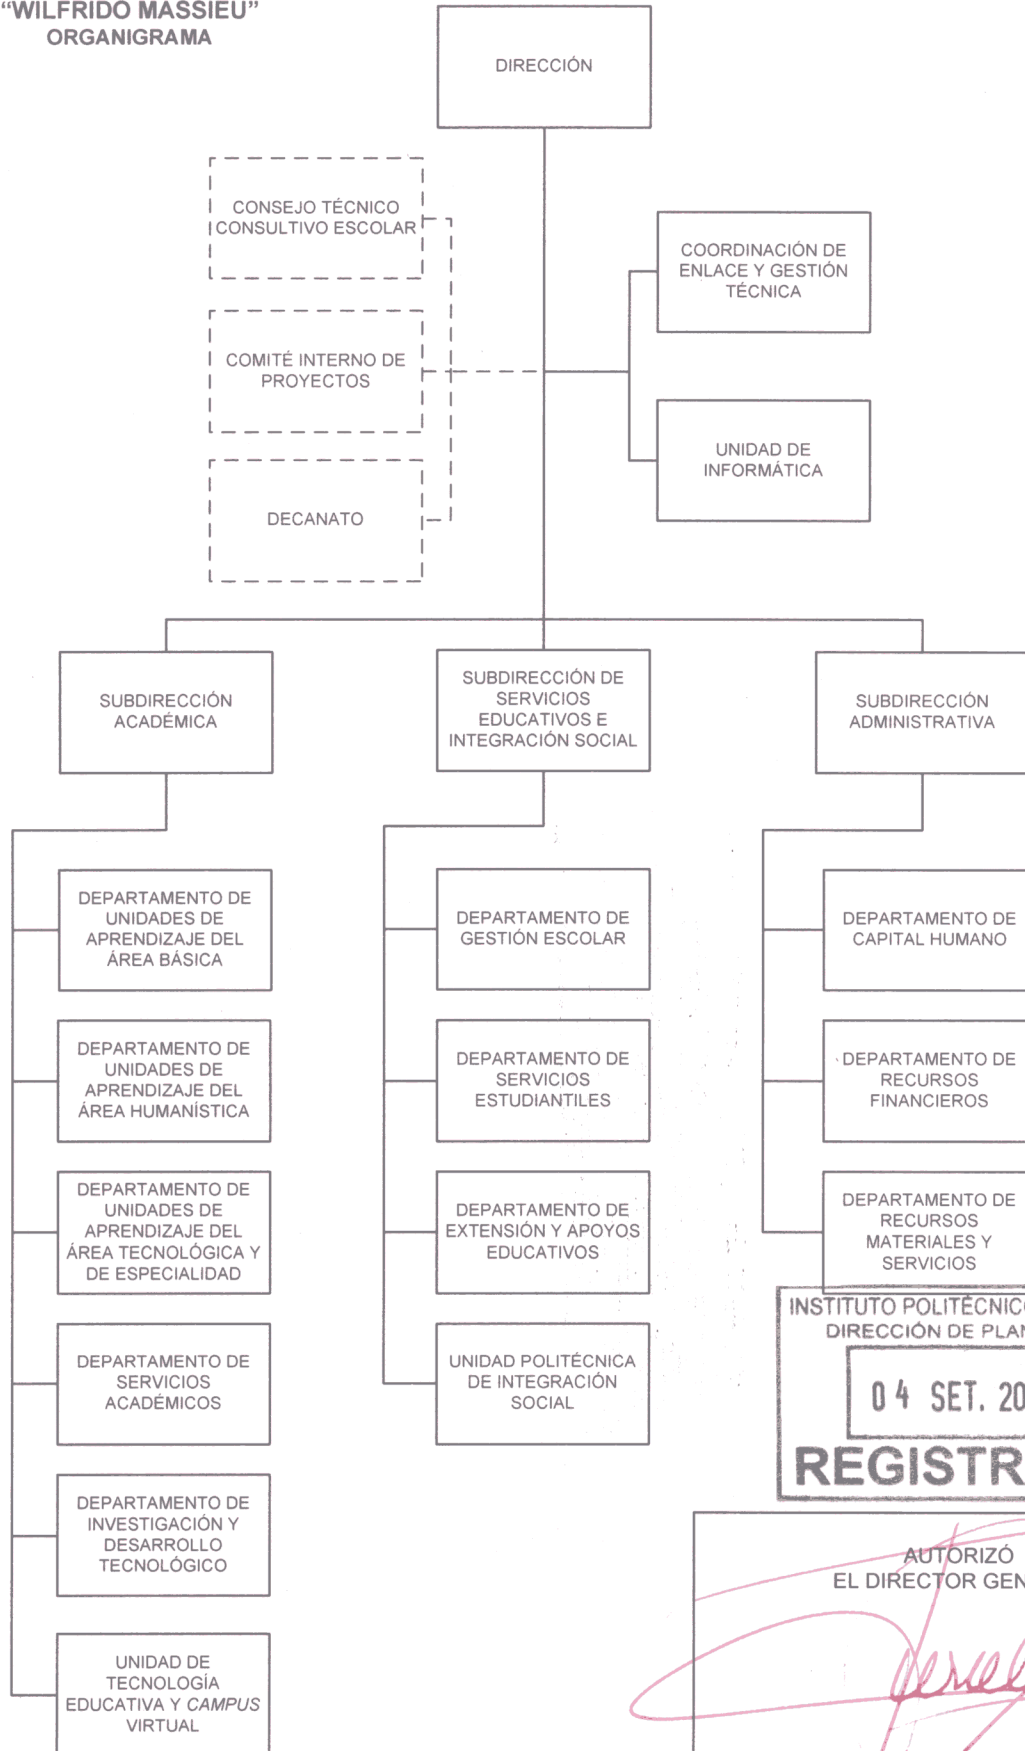 “WILFRIDO MASSIEU”
ORGANIGRAMA
DIRECCIÓN
CONSEJO TÉCNICO
CONSULTIVO ESCOLAR
COORDINACIÓN DE
ENLACE Y GESTIÓN
TÉCNICA
COMITÉ INTERNO DE
PROYECTOS
UNIDAD DE
INFORMÁTICA
DECANATO
SUBDIRECCIÓN
ACADÉMICA
SUBDIRECCIÓN DE
SERVICIOS
EDUCATIVOS E
INTEGRACIÓN SOCIAL
SUBDIRECCIÓN
ADMINISTRATIVA
DEPARTAMENTO DE
UNIDADES DE
APRENDIZAJE DEL
ÁREA BÁSICA
DEPARTAMENTO DE
UNIDADES DE
APRENDIZAJE DEL
ÁREA HUMANÍSTICA
DEPARTAMENTO DE
UNIDADES DE
APRENDIZAJE DEL
ÁREA TECNOLÓGICA Y
DE ESPECIALIDAD
DEPARTAMENTO DE
SERVICIOS
ACADÉMICOS
DEPARTAMENTO DE
INVESTIGACIÓN Y
DESARROLLO
TECNOLÓGICO
UNIDAD DE
TECNOLOGÍA
EDUCATIVA Y CAMPUS
VIRTUAL
DEPARTAMENTO DE
GESTIÓN ESCOLAR
DEPARTAMENTO DE
SERVICIOS
ESTUDIANTILES
DEPARTAMENTO DE
EXTENSIÓN Y APOYOS
EDUCATIVOS
UNIDAD POLITÉCNICA
DE INTEGRACIÓN
SOCIAL
DEPARTAMENTO DE
CAPITAL HUMANO
DEPARTAMENTO DE
RECURSOS
FINANCIEROS
DEPARTAMENTO DE
RECURSOS
MATERIALES Y
SERVICIOS
INSTITUTO POLITÉCNIC
DIRECCIÓN DE PLAN
04 SET. 20
REGISTR
AUTORIZÓ
EL DIRECTOR GEN